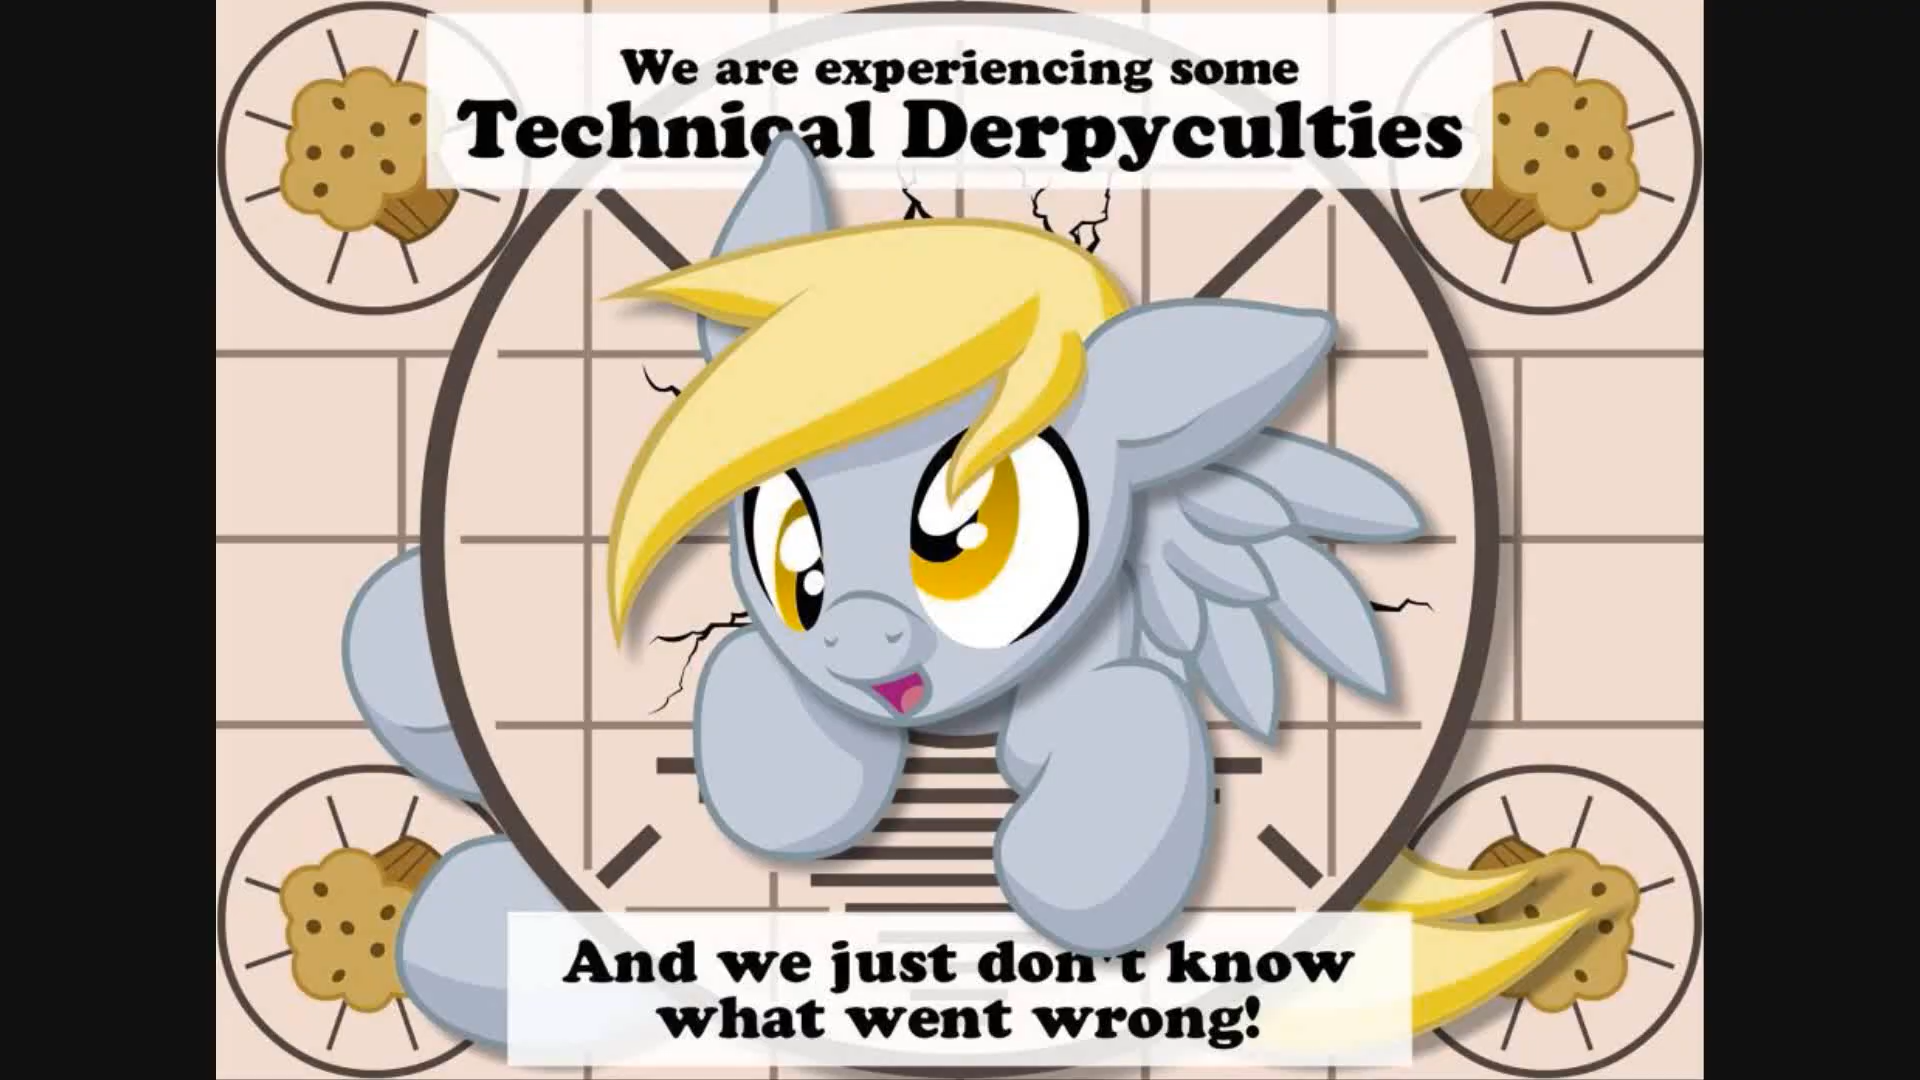 We are experiencing some
Technical Derpyculties
And we just don't know
what went wrong!